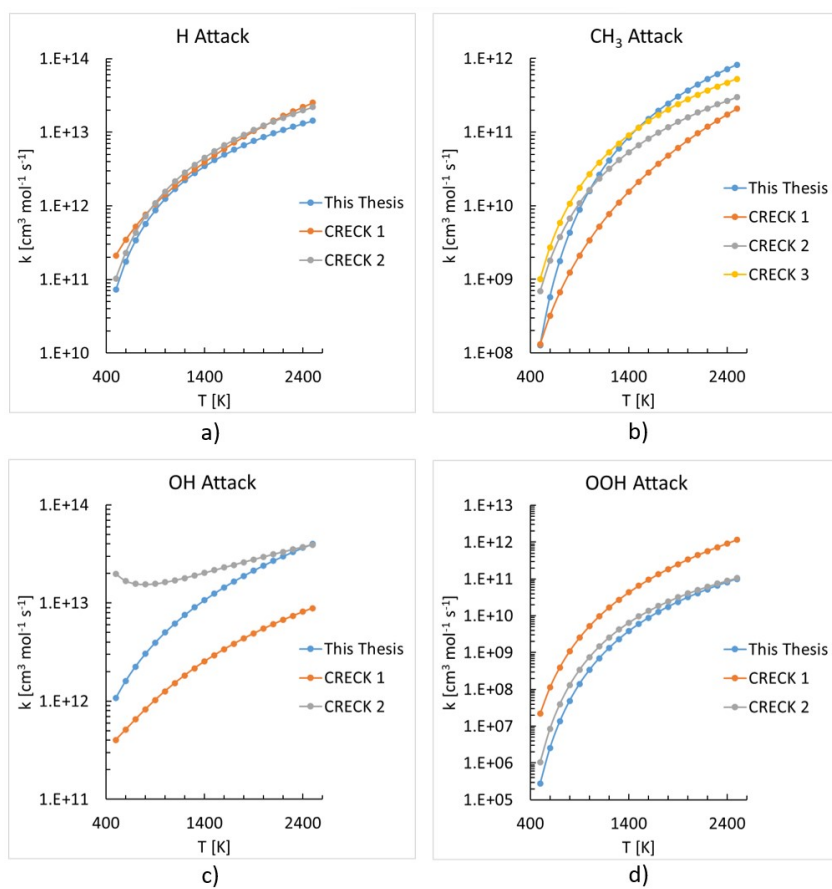 H Attack
1.E+14
1.E+13
1.E+12
1.E+11
1.E+10
k [cm³ mol⁻¹ s⁻¹]
400 1400 2400
T [K]
This Thesis
CRECK 1
CRECK 2
a)
CH₃ Attack
1.E+12
1.E+11
1.E+10
1.E+09
1.E+08
k [cm³ mol⁻¹ s⁻¹]
400 1400 2400
T [K]
This Thesis
CRECK 1
CRECK 2
CRECK 3
b)
OH Attack
1.E+14
1.E+13
1.E+12
1.E+11
k [cm³ mol⁻¹ s⁻¹]
400 1400 2400
T [K]
This Thesis
CRECK 1
CRECK 2
c)
OOH Attack
1.E+13
1.E+12
1.E+11
1.E+10
1.E+09
1.E+08
1.E+07
1.E+06
1.E+05
k [cm³ mol⁻¹ s⁻¹]
400 1400 2400
T [K]
This Thesis
CRECK 1
CRECK 2
d)